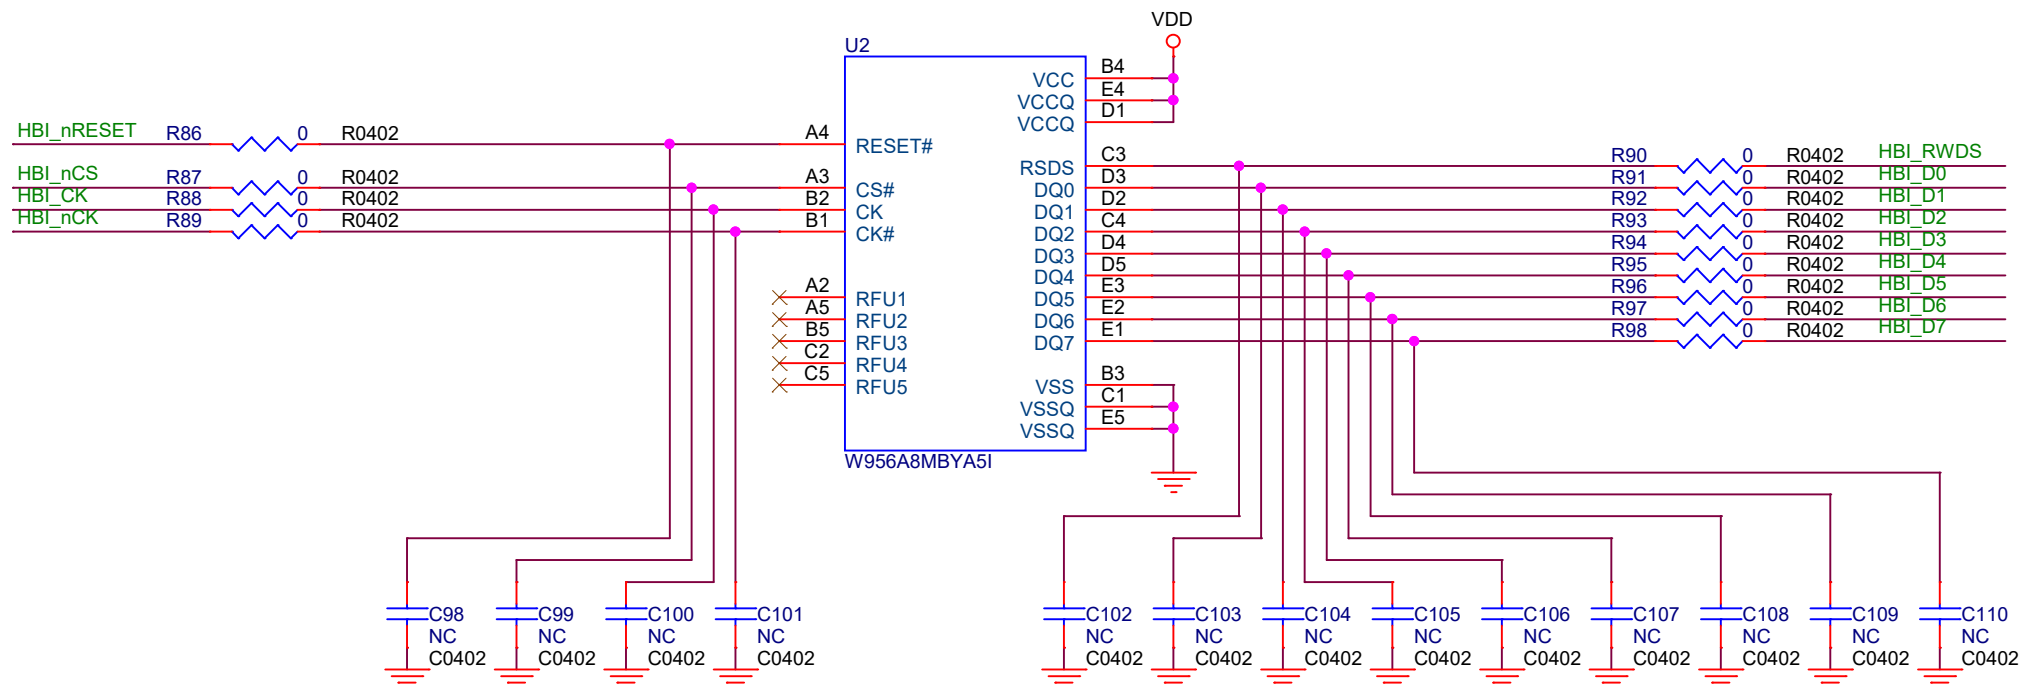 VDD
U2
VCC B4
VCCQ E4
VCCQ D1
HBI_nRESET R86 0 R0402 A4 RESET#
HBI_nCS R87 0 R0402 A3 CS#
HBI_CK R88 0 R0402 B2 CK
HBI_nCK R89 0 R0402 B1 CK#
A2 RFU1
A5 RFU2
B5 RFU3
C2 RFU4
C5 RFU5
RSDS C3 R90 0 R0402 HBI_RWDS
DQ0 D3 R91 0 R0402 HBI_D0
DQ1 D2 R92 0 R0402 HBI_D1
DQ2 C4 R93 0 R0402 HBI_D2
DQ3 D4 R94 0 R0402 HBI_D3
DQ4 D5 R95 0 R0402 HBI_D4
DQ5 E3 R96 0 R0402 HBI_D5
DQ6 E2 R97 0 R0402 HBI_D6
DQ7 E1 R98 0 R0402 HBI_D7
VSS B3
VSSQ C1
VSSQ E5
W956A8MBYA5I
C98 C99 C100 C101 C102 C103 C104 C105 C106 C107 C108 C109 C110
NC NC NC NC NC NC NC NC NC NC NC NC NC
C0402 C0402 C0402 C0402 C0402 C0402 C0402 C0402 C0402 C0402 C0402 C0402 C0402